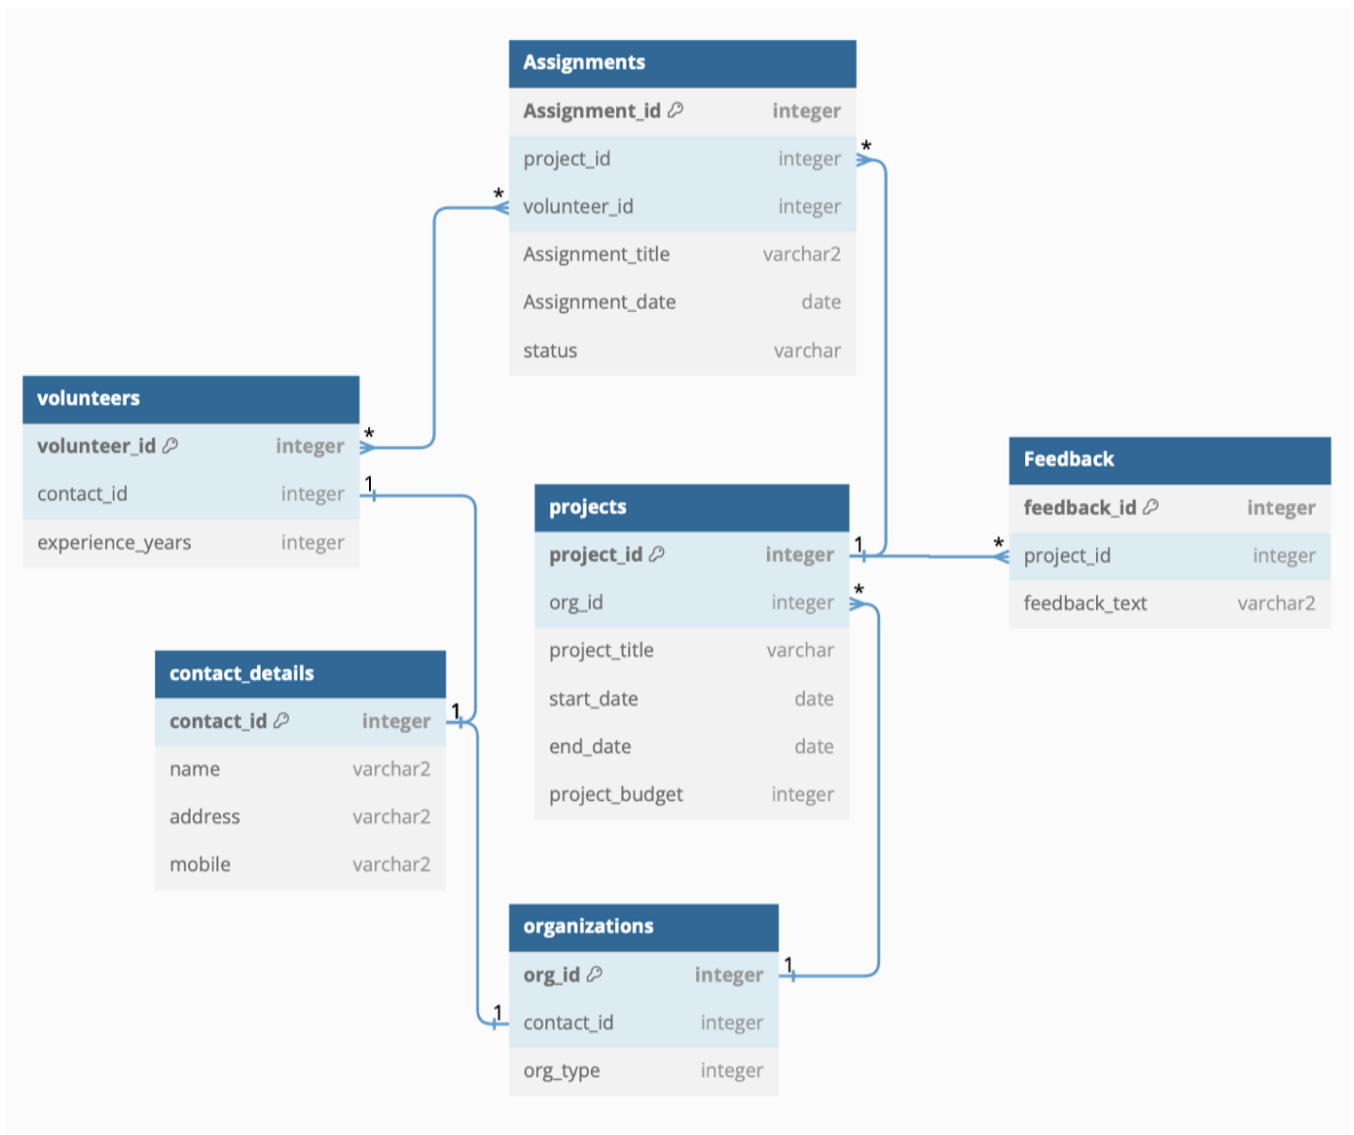 Assignments
Assignment_id integer
project_id integer
volunteer_id integer
Assignment_title varchar2
Assignment_date date
status varchar
*
*
volunteers
volunteer_id integer
contact_id integer
experience_years integer
*
1
projects
project_id integer
org_id integer
project_title varchar
start_date date
end_date date
project_budget integer
1
*
Feedback
feedback_id integer
project_id integer
feedback_text varchar2
*
contact_details
contact_id integer
name varchar2
address varchar2
mobile varchar2
1
organizations
org_id integer
contact_id integer
org_type integer
1
1